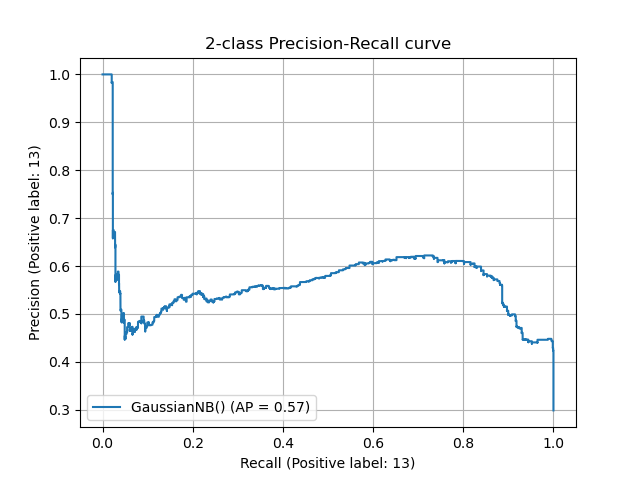 2-class Precision-Recall curve
Precision (Positive label: 13)
1.0
0.9
0.8
0.7
0.6
0.5
0.4
0.3
GaussianNB() (AP = 0.57)
0.0 0.2 0.4 0.6 0.8 1.0
Recall (Positive label: 13)